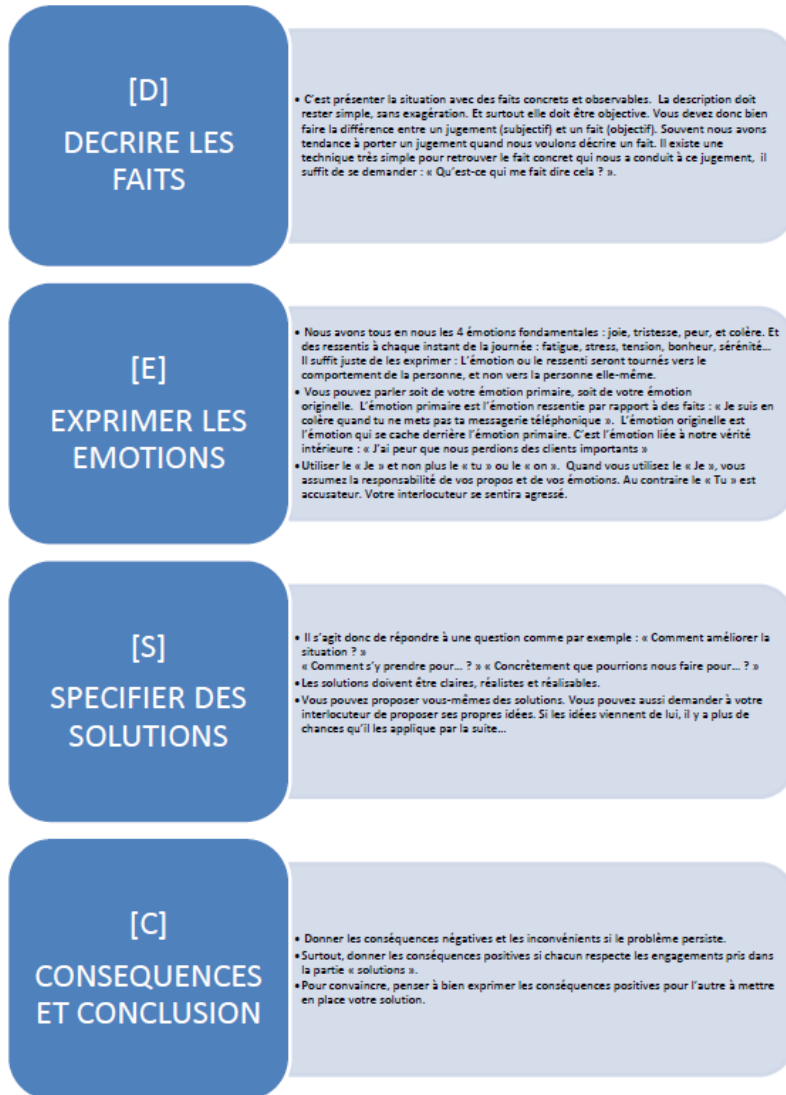 [D]
DECRIRE LES
FAITS
• C'est présenter la situation avec des faits concrets et observables. La description doit
rester simple, sans exagération. Et surtout elle doit être objective. Vous devez donc bien
faire la différence entre un jugement (subjectif) et un fait (objectif). Souvent nous avons
tendance à porter un jugement quand nous voulons décrire un fait. Il existe une
technique très simple pour retrouver le fait concret qui nous a conduit à ce jugement, il
suffit de se demander : « Qu'est-ce qui me fait dire cela ? ».
[E]
EXPRIMER LES
EMOTIONS
• Nous avons tous en nous les 4 émotions fondamentales : joie, tristesse, peur, et colère. Et
des ressentis à chaque instant de la journée : fatigue, stress, tension, bonheur, sérénité...
Il suffit juste de les exprimer : L'émotion ou le ressenti seront tournés vers le
comportement de la personne, et non vers la personne elle-même.
• Vous pouvez parler soit de votre émotion primaire, soit de votre émotion
originelle. L'émotion primaire est l'émotion ressentie par rapport à des faits : « Je suis en
colère quand tu ne mets pas ta messagerie téléphonique ». L'émotion originelle est
l'émotion qui se cache derrière l'émotion primaire. C'est l'émotion liée à notre vérité
intérieure : « J'ai peur que nous perdions des clients importants »
• Utiliser le « Je » et non plus le « tu » ou le « on ». Quand vous utilisez le « Je », vous
assumez la responsabilité de vos propos et de vos émotions. Au contraire le « Tu » est
accusateur. Votre interlocuteur se sentira agressé.
[S]
SPECIFIER DES
SOLUTIONS
• Il s'agit donc de répondre à une question comme par exemple : « Comment améliorer la
situation ? »
« Comment s'y prendre pour... ? » « Concrètement que pourrions nous faire pour... ? »
• Les solutions doivent être claires, réalistes et réalisables.
• Vous pouvez proposer vous-mêmes des solutions. Vous pouvez aussi demander à votre
interlocuteur de proposer ses propres idées. Si les idées viennent de lui, il y a plus de
chances qu'il les applique par la suite...
[C]
CONSEQUENCES
ET CONCLUSION
• Donner les conséquences négatives et les inconvénients si le problème persiste.
• Surtout, donner les conséquences positives si chacun respecte les engagements pris dans
la partie « solutions ».
• Pour convaincre, penser à bien exprimer les conséquences positives pour l'autre à mettre
en place votre solution.